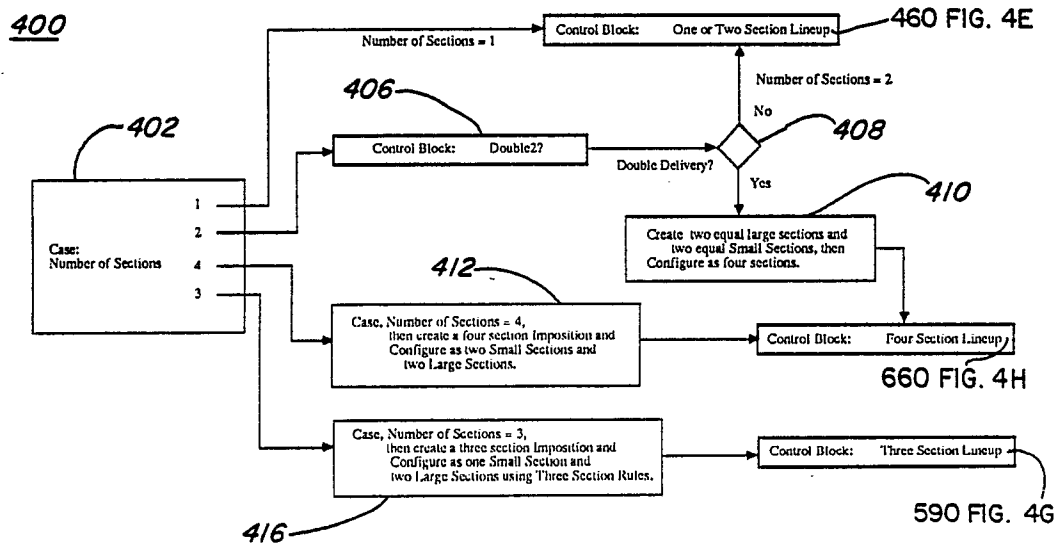 400
Number of Sections = 1
Control Block: One or Two Section Lineup
460 FIG. 4E
Number of Sections = 2
406
No
402
Control Block: Double2?
408
Double Delivery?
Yes
410
1
2
4
3
Case:
Number of Sections
Create two equal large sections and
two equal Small Sections, then
Configure as four sections.
412
Case, Number of Sections = 4,
then create a four section Imposition and
Configure as two Small Sections and
two Large Sections.
Control Block: Four Section Lineup
660 FIG. 4H
Case, Number of Sections = 3,
then create a three section Imposition and
Configure as one Small Section and
two Large Sections using Three Section Rules.
Control Block: Three Section Lineup
590 FIG. 4G
416